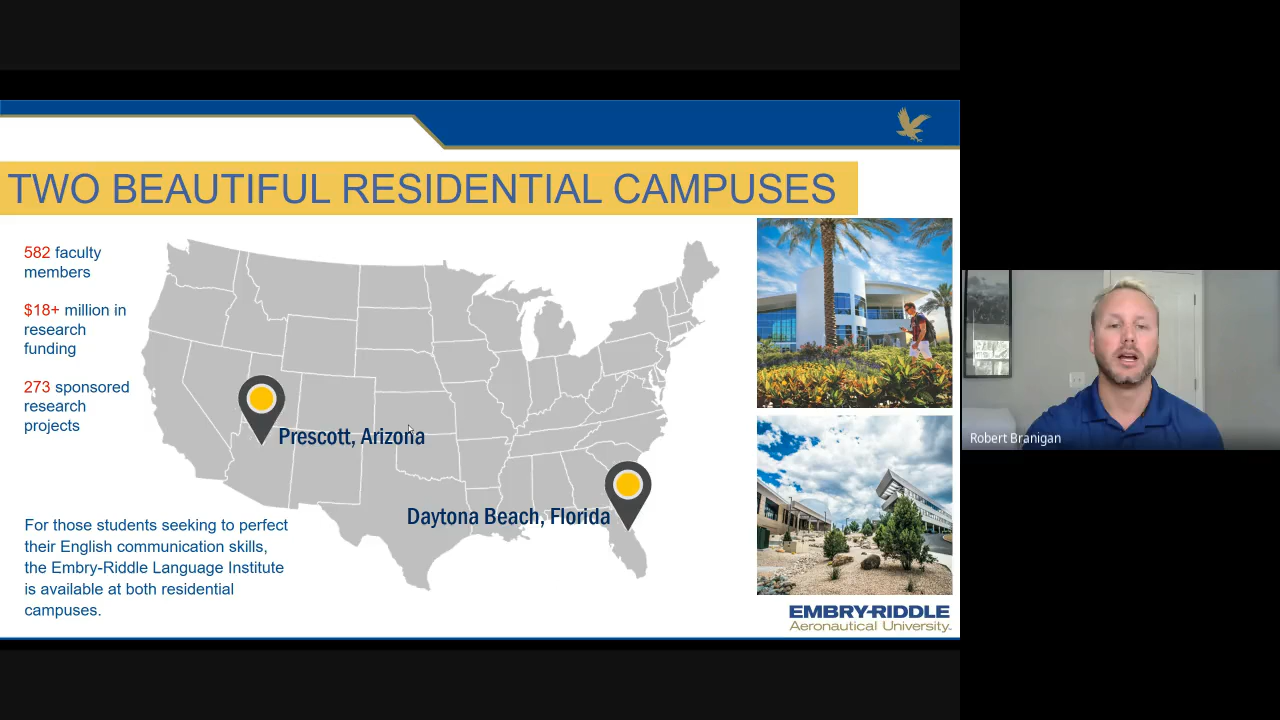 TWO BEAUTIFUL RESIDENTIAL CAMPUSES
582 faculty
members
$18+ million in
research
funding
273 sponsored
research
projects
Prescott, Arizona
Daytona Beach, Florida
For those students seeking to perfect
their English communication skills,
the Embry-Riddle Language Institute
is available at both residential
campuses.
EMBRY-RIDDLE
Aeronautical University
Robert Branigan